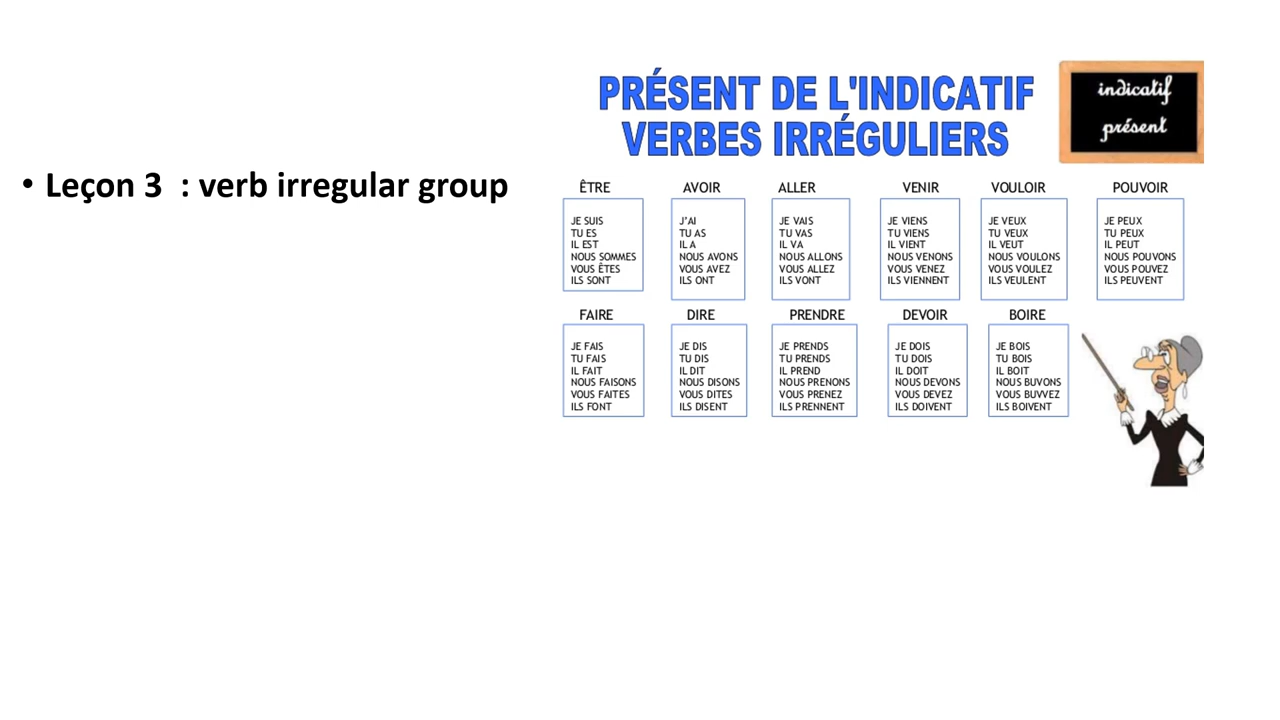 • Leçon 3 : verb irregular group
PRÉSENT DE L'INDICATIF
VERBES IRRÉGULIERS
indicatif
présent
ÊTRE
JE SUIS
TU ES
IL EST
NOUS SOMMES
VOUS ÊTES
ILS SONT
AVOIR
J'AI
TU AS
IL A
NOUS AVONS
VOUS AVEZ
ILS ONT
ALLER
JE VAIS
TU VAS
IL VA
NOUS ALLONS
VOUS ALLEZ
ILS VONT
VENIR
JE VIENS
TU VIENS
IL VIENT
NOUS VENONS
VOUS VENEZ
ILS VIENNENT
VOULOIR
JE VEUX
TU VEUX
IL VEUT
NOUS VOULONS
VOUS VOULEZ
ILS VEULENT
POUVOIR
JE PEUX
TU PEUX
IL PEUT
NOUS POUVONS
VOUS POUVEZ
ILS PEUVENT
FAIRE
JE FAIS
TU FAIS
IL FAIT
NOUS FAISONS
VOUS FAITES
ILS FONT
DIRE
JE DIS
TU DIS
IL DIT
NOUS DISONS
VOUS DITES
ILS DISENT
PRENDRE
JE PRENDS
TU PRENDS
IL PREND
NOUS PRENONS
VOUS PRENEZ
ILS PRENNENT
DEVOIR
JE DOIS
TU DOIS
IL DOIT
NOUS DEVONS
VOUS DEVEZ
ILS DOIVENT
BOIRE
JE BOIS
TU BOIS
IL BOIT
NOUS BUVONS
VOUS BUVVEZ
ILS BOIVENT